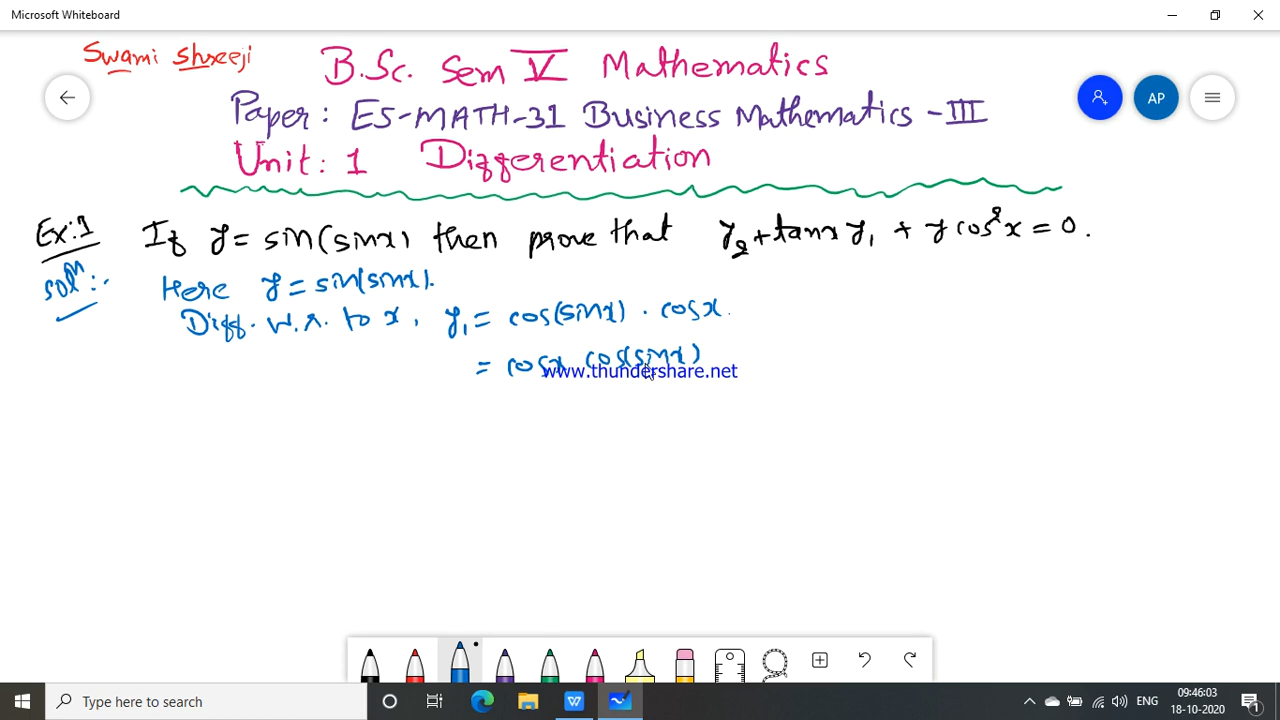 Microsoft Whiteboard
Swami Shreeji
B.Sc. Sem V Mathematics
AP
Paper: ES-MATH-31 Business Mathematics -III
Unit: 1 Differentiation
Ex:1 If y = sin(sinx) then prove that y₂+tanx y₁ + y cos²x = 0.
solⁿ:- Here y = sin(sinx).
Diff. w.r. to x, y₁ = cos(sinx) · cosx.
= cosx cos(sinx)
www.thundershare.net
Type here to search
ENG
09:46:03
18-10-2020